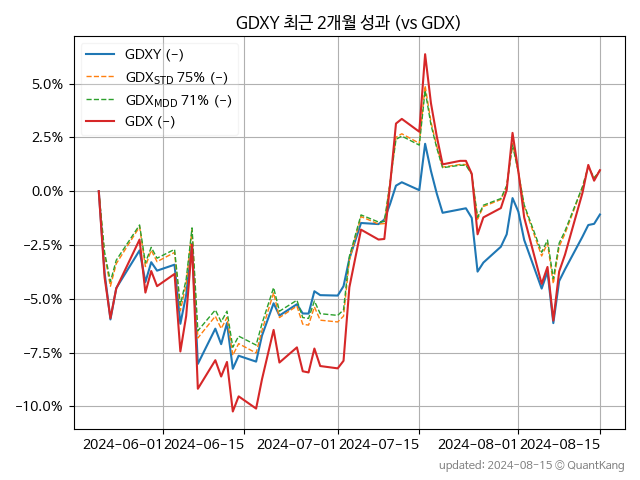 GDXY 최근 2개월 성과 (vs GDX)
GDXY (−)
GDX_STD 75% (−)
GDX_MDD 71% (−)
GDX (−)
5.0%
2.5%
0.0%
−2.5%
−5.0%
−7.5%
−10.0%
2024-06-01 2024-06-15 2024-07-01 2024-07-15 2024-08-01 2024-08-15
updated: 2024-08-15 © QuantKang